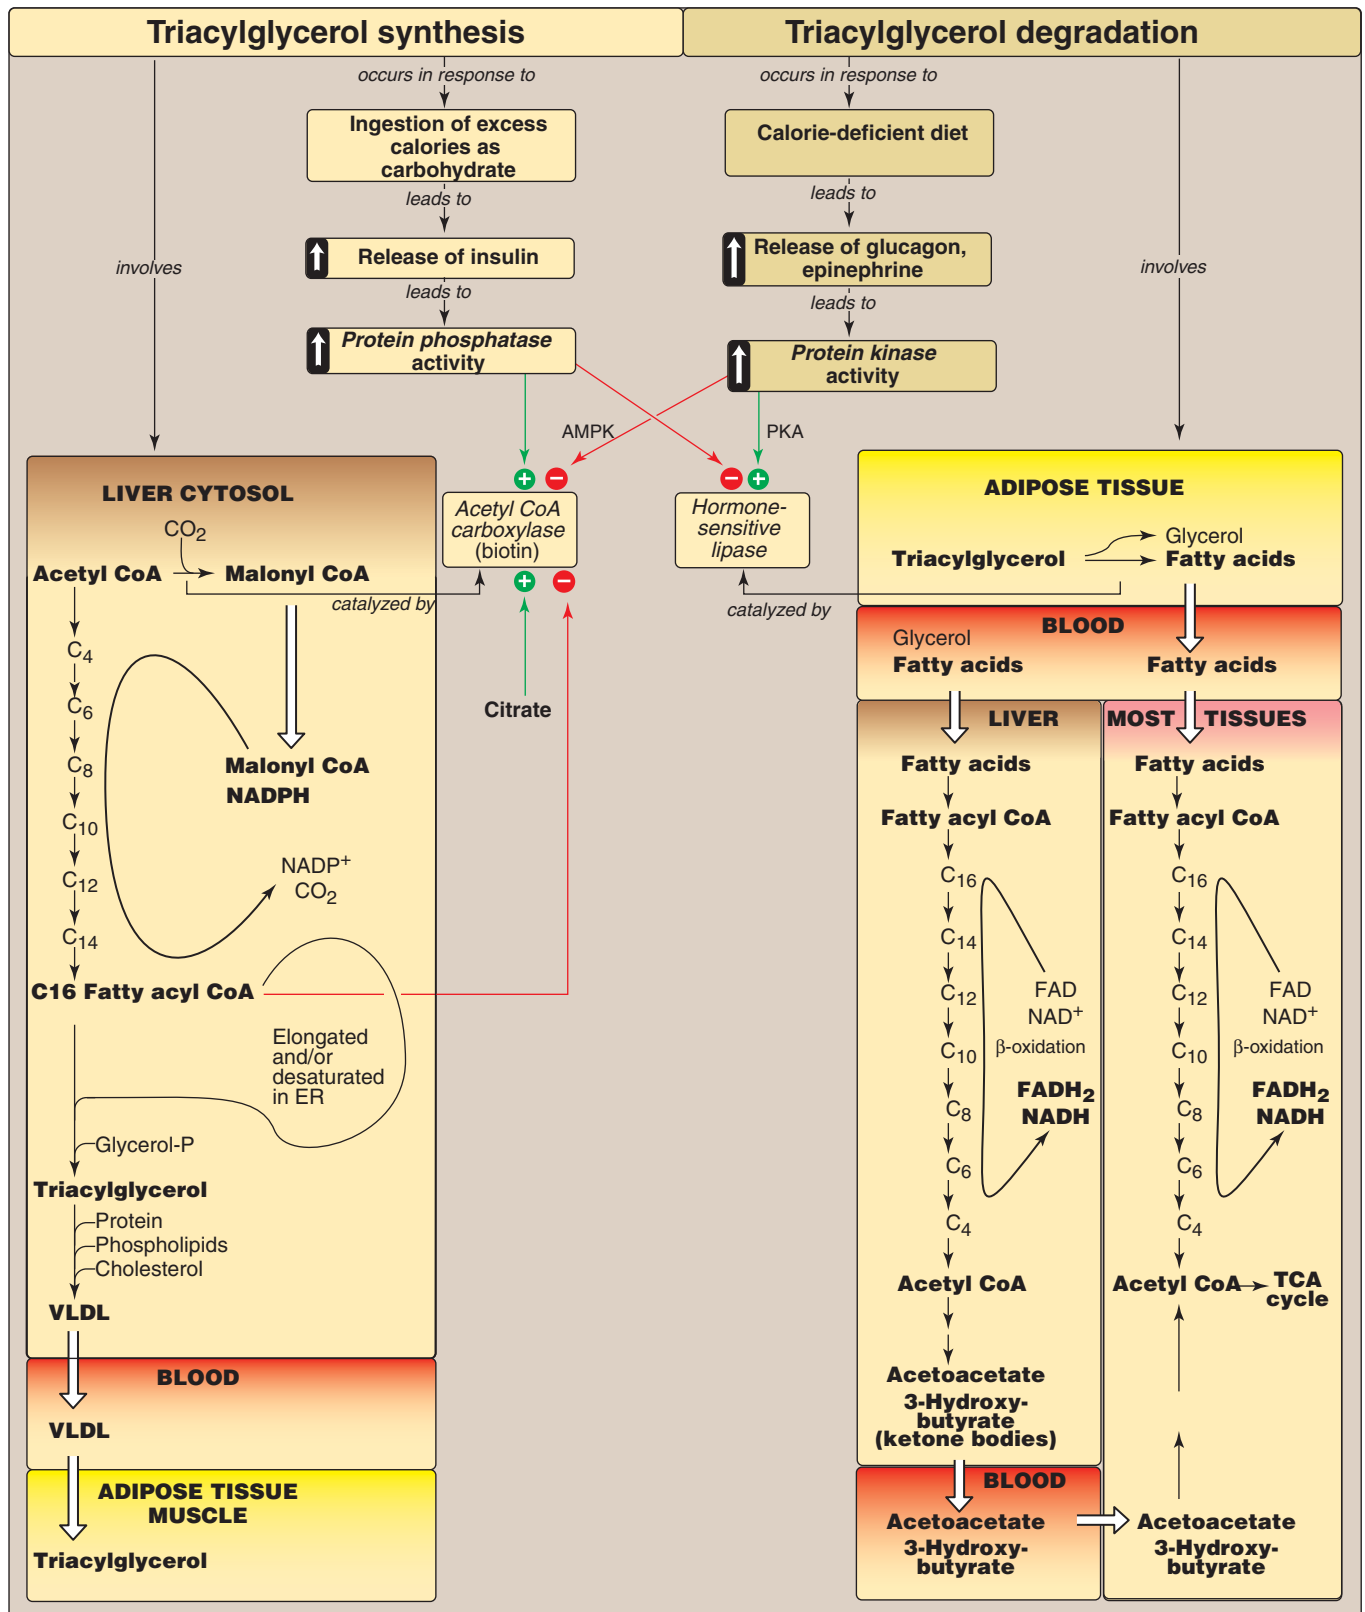 Triacylglycerol synthesis
Triacylglycerol degradation
occurs in response to
Ingestion of excess
calories as
carbohydrate
leads to
Release of insulin
leads to
Protein phosphatase
activity
occurs in response to
Calorie-deficient diet
leads to
Release of glucagon,
epinephrine
leads to
Protein kinase
activity
involves
involves
AMPK
PKA
+
−
−
+
Acetyl CoA
carboxylase
(biotin)
+
−
Hormone-
sensitive
lipase
catalyzed by
catalyzed by
Citrate
LIVER CYTOSOL
CO2
Acetyl CoA
Malonyl CoA
C4
C6
C8
C10
C12
C14
Malonyl CoA
NADPH
NADP+
CO2
C16 Fatty acyl CoA
Elongated
and/or
desaturated
in ER
Glycerol-P
Triacylglycerol
Protein
Phospholipids
Cholesterol
VLDL
BLOOD
VLDL
ADIPOSE TISSUE
MUSCLE
Triacylglycerol
ADIPOSE TISSUE
Triacylglycerol
Glycerol
Fatty acids
BLOOD
Glycerol
Fatty acids
Fatty acids
LIVER
Fatty acids
Fatty acyl CoA
C16
C14
C12
C10
C8
C6
C4
FAD
NAD+
β-oxidation
FADH2
NADH
Acetyl CoA
Acetoacetate
3-Hydroxy-
butyrate
(ketone bodies)
BLOOD
Acetoacetate
3-Hydroxy-
butyrate
MOST TISSUES
Fatty acids
Fatty acyl CoA
C16
C14
C12
C10
C8
C6
C4
FAD
NAD+
β-oxidation
FADH2
NADH
Acetyl CoA
TCA
cycle
Acetoacetate
3-Hydroxy-
butyrate